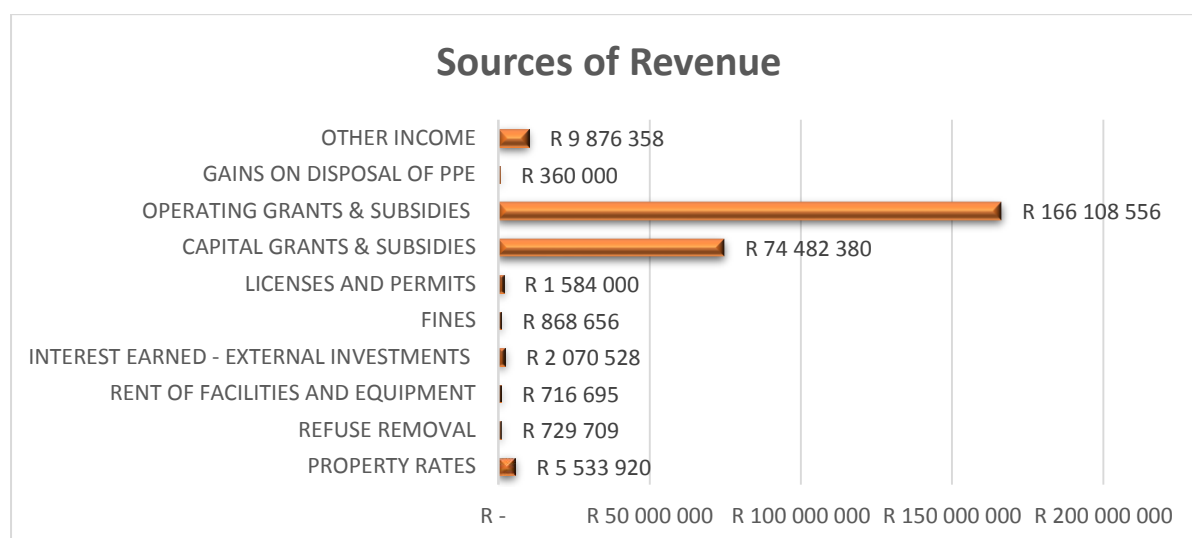 Sources of Revenue
OTHER INCOME R 9 876 358
GAINS ON DISPOSAL OF PPE R 360 000
OPERATING GRANTS & SUBSIDIES R 166 108 556
CAPITAL GRANTS & SUBSIDIES R 74 482 380
LICENSES AND PERMITS R 1 584 000
FINES R 868 656
INTEREST EARNED - EXTERNAL INVESTMENTS R 2 070 528
RENT OF FACILITIES AND EQUIPMENT R 716 695
REFUSE REMOVAL R 729 709
PROPERTY RATES R 5 533 920
R - R 50 000 000 R 100 000 000 R 150 000 000 R 200 000 000